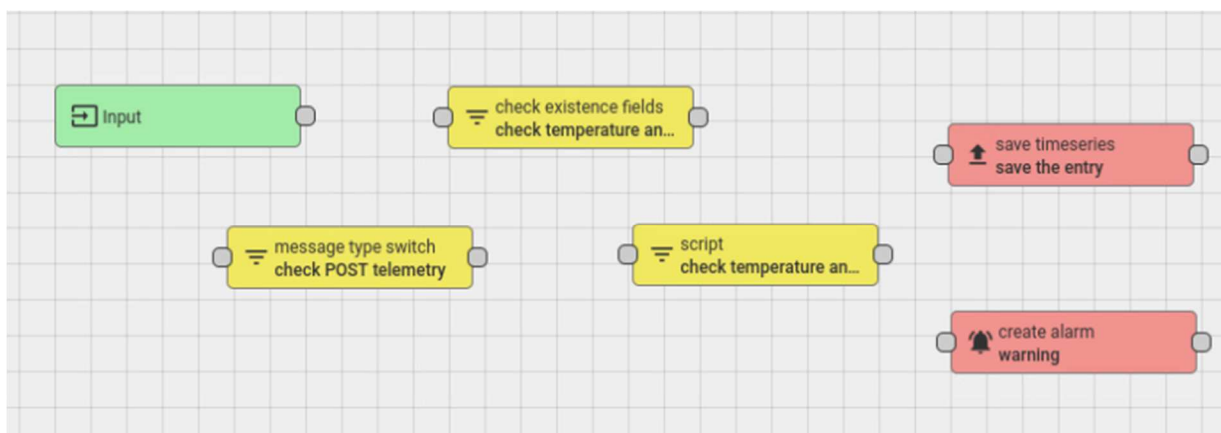 Input
check existence fields
check temperature an...
save timeseries
save the entry
message type switch
check POST telemetry
script
check temperature an...
create alarm
warning